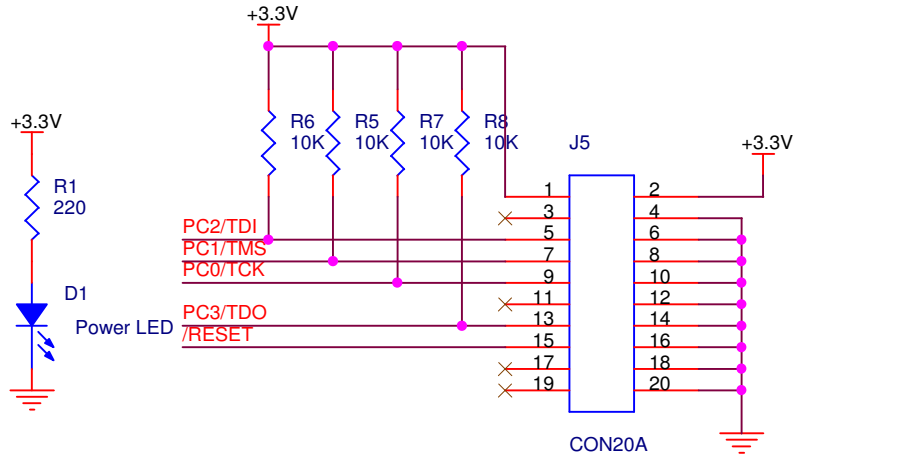 +3.3V
+3.3V
R6
10K
R5
10K
R7
10K
R8
10K
J5
+3.3V
R1
220
PC2/TDI
PC1/TMS
PC0/TCK
PC3/TDO
/RESET
D1
Power LED
1 2
3 4
5 6
7 8
9 10
11 12
13 14
15 16
17 18
19 20
CON20A